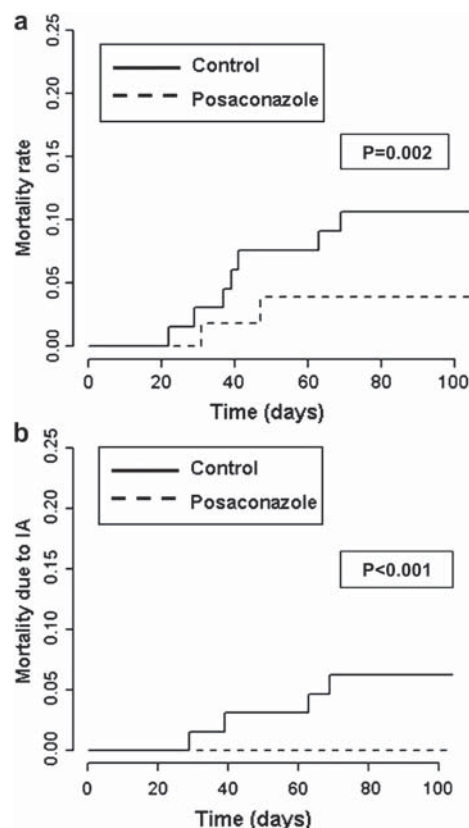 a
Control
Posaconazole
P=0.002
Mortality rate
0.25
0.20
0.15
0.10
0.05
0.00
0 20 40 60 80 100
Time (days)
b
Control
Posaconazole
P<0.001
Mortality due to IA
0.25
0.20
0.15
0.10
0.05
0.00
0 20 40 60 80 100
Time (days)